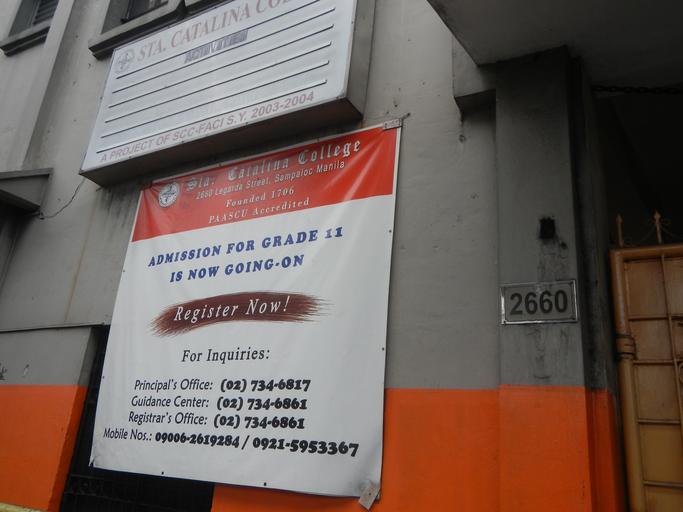 STA. CATALINA CO
A PROJECT OF SCC-FACI S.Y. 2003-2004
Sta. Catalina College
2660 Legarda Street, Sampaloc Manila
Founded 1706
PAASCU Accredited
ADMISSION FOR GRADE 11
IS NOW GOING-ON
Register Now!
For Inquiries:
Principal's Office: (02) 734-6817
Guidance Center: (02) 734-6861
Registrar's Office: (02) 734-6861
Mobile Nos.: 09006-2619284 / 0921-5953367
2660